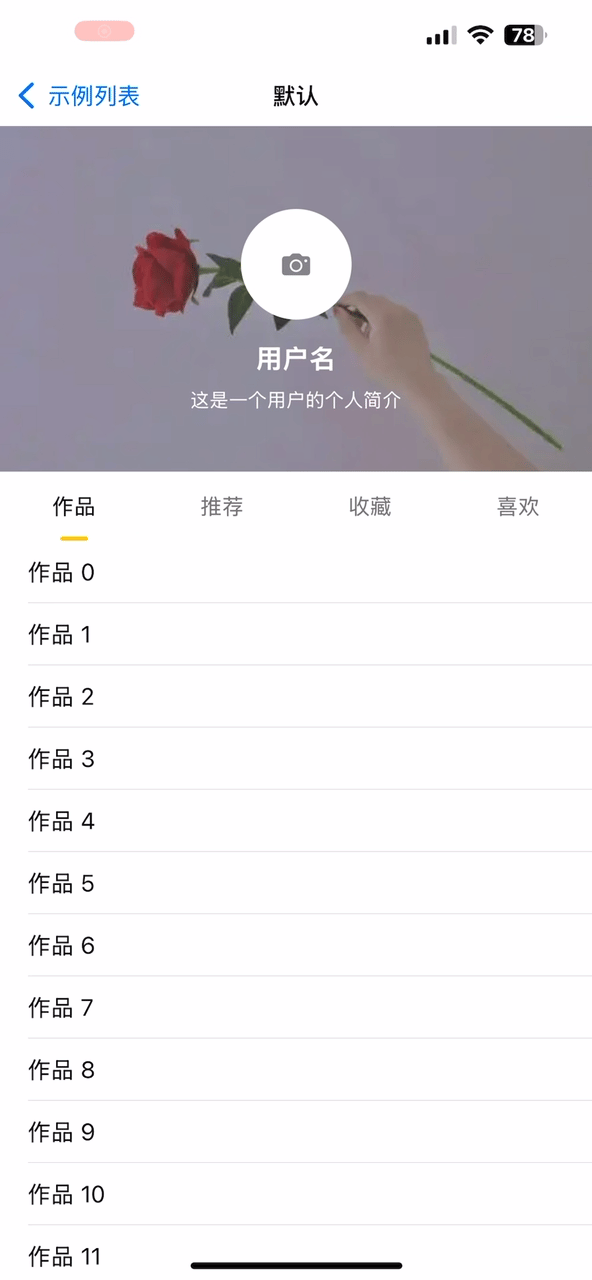 78
示例列表
默认
用户名
这是一个用户的个人简介
作品 推荐 收藏 喜欢
作品 0
作品 1
作品 2
作品 3
作品 4
作品 5
作品 6
作品 7
作品 8
作品 9
作品 10
作品 11